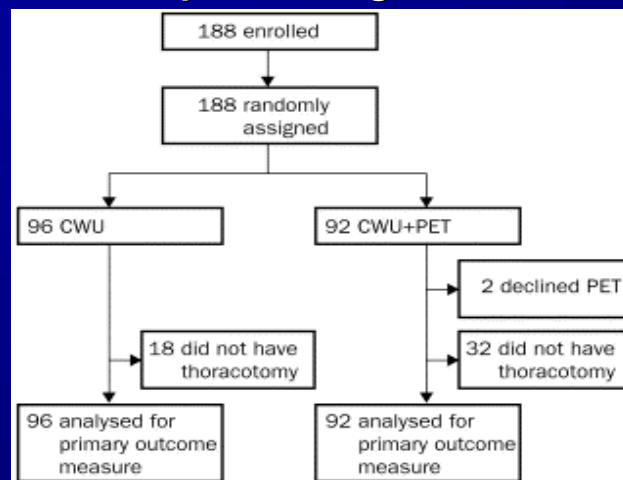 188 enrolled
188 randomly
assigned
96 CWU
92 CWU+PET
2 declined PET
18 did not have
thoracotomy
32 did not have
thoracotomy
96 analysed for
primary outcome
measure
92 analysed for
primary outcome
measure